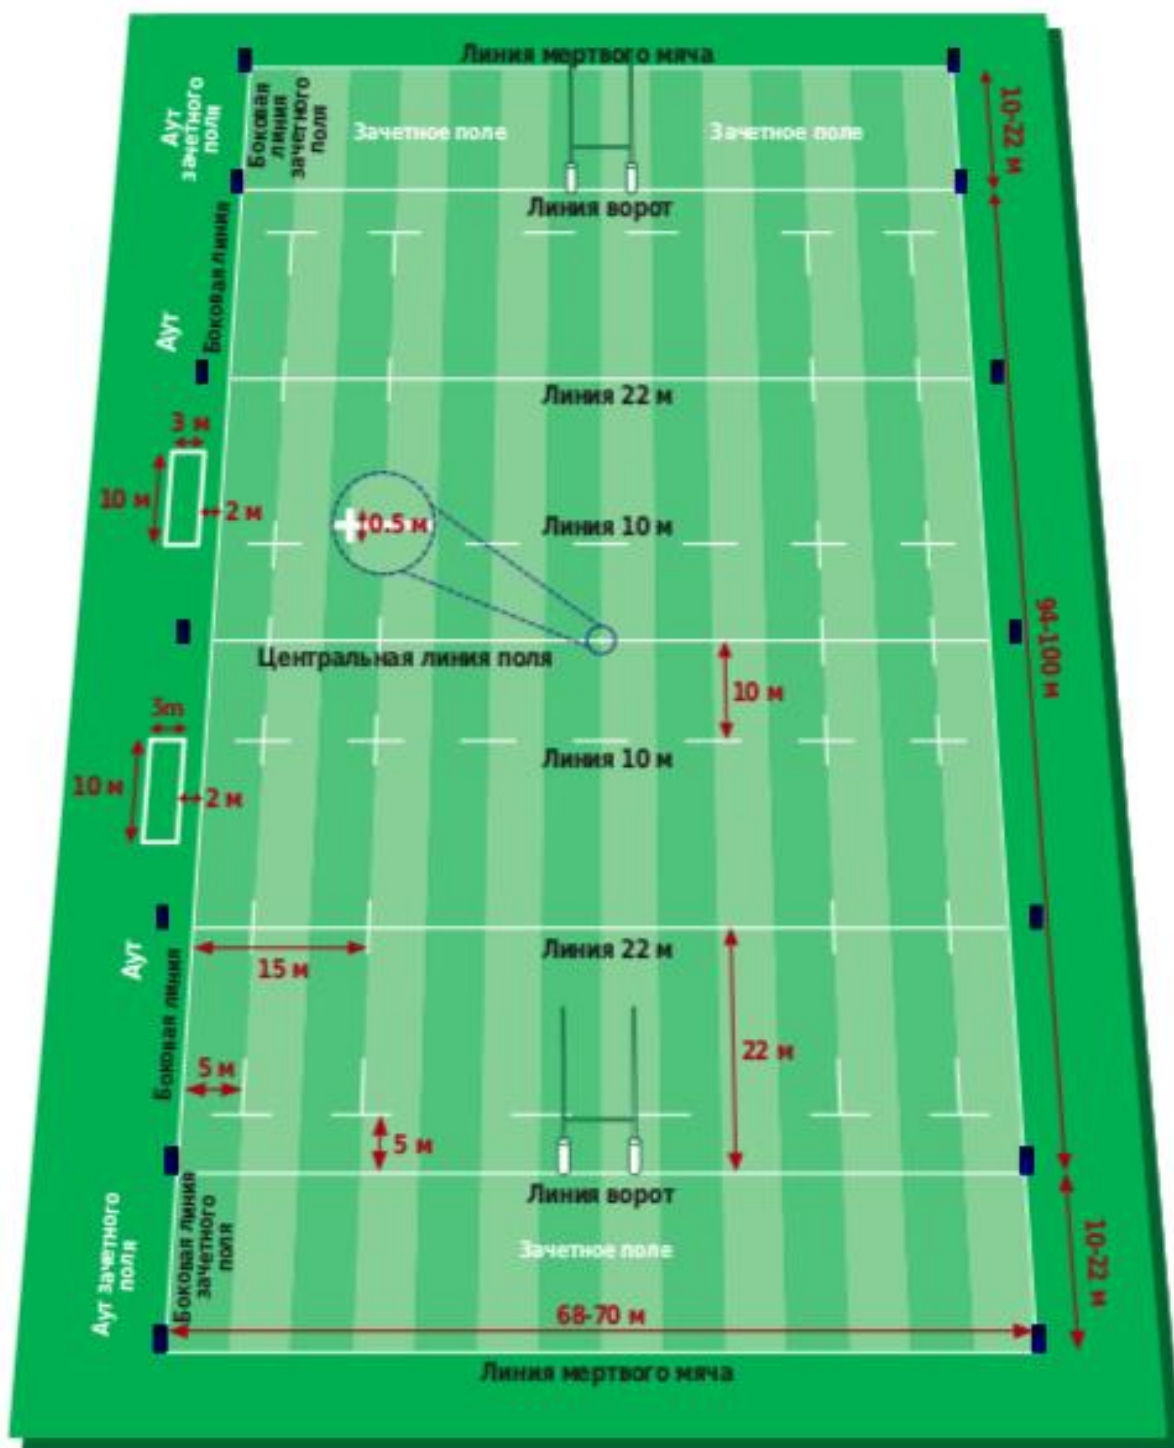 Линия мертвого мяча
Аут
зачетного
поля
Боковая
линия
зачетного
поля
Зачетное поле
Зачетное поле
10-22 м
Линия ворот
Боковая линия
Аут
Линия 22 м
3 м
10 м
2 м
0.5 м
Линия 10 м
94-100 м
Центральная линия поля
10 м
3m
10 м
2 м
Линия 10 м
Аут
Боковая линия
15 м
Линия 22 м
22 м
5 м
5 м
Линия ворот
Аут зачетного
поля
Боковая линия
зачетного
поля
Зачетное поле
10-22 м
68-70 м
Линия мертвого мяча